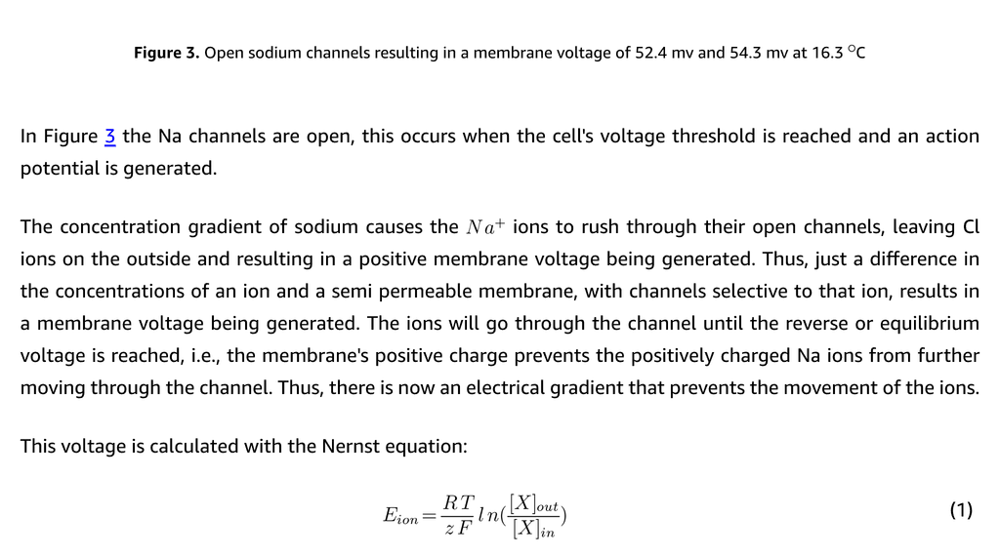 Figure 3. Open sodium channels resulting in a membrane voltage of 52.4 mv and 54.3 mv at 16.3 °C
In Figure 3 the Na channels are open, this occurs when the cell's voltage threshold is reached and an action
potential is generated.
The concentration gradient of sodium causes the Na⁺ ions to rush through their open channels, leaving Cl
ions on the outside and resulting in a positive membrane voltage being generated. Thus, just a difference in
the concentrations of an ion and a semi permeable membrane, with channels selective to that ion, results in
a membrane voltage being generated. The ions will go through the channel until the reverse or equilibrium
voltage is reached, i.e., the membrane's positive charge prevents the positively charged Na ions from further
moving through the channel. Thus, there is now an electrical gradient that prevents the movement of the ions.
This voltage is calculated with the Nernst equation:
E_{ion} = \frac{RT}{zF} ln(\frac{[X]_{out}}{[X]_{in}}) (1)